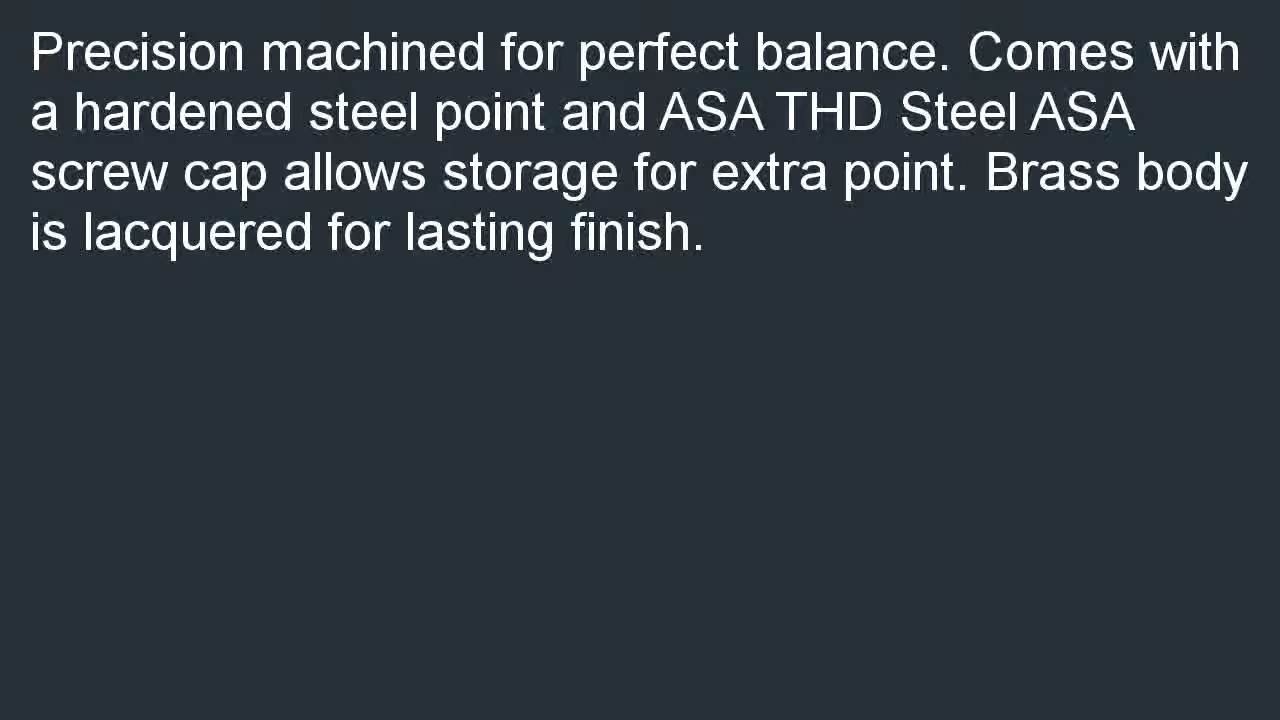 Precision machined for perfect balance. Comes with
a hardened steel point and ASA THD Steel ASA
screw cap allows storage for extra point. Brass body
is lacquered for lasting finish.